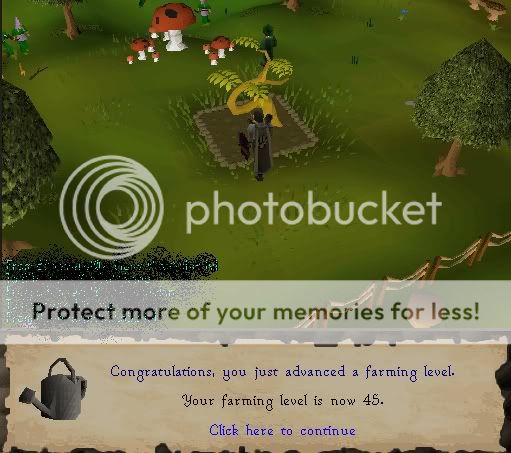 photobucket
Protect more of your memories for less!
Congratulations, you just advanced a farming level.
Your farming level is now 45.
Click here to continue